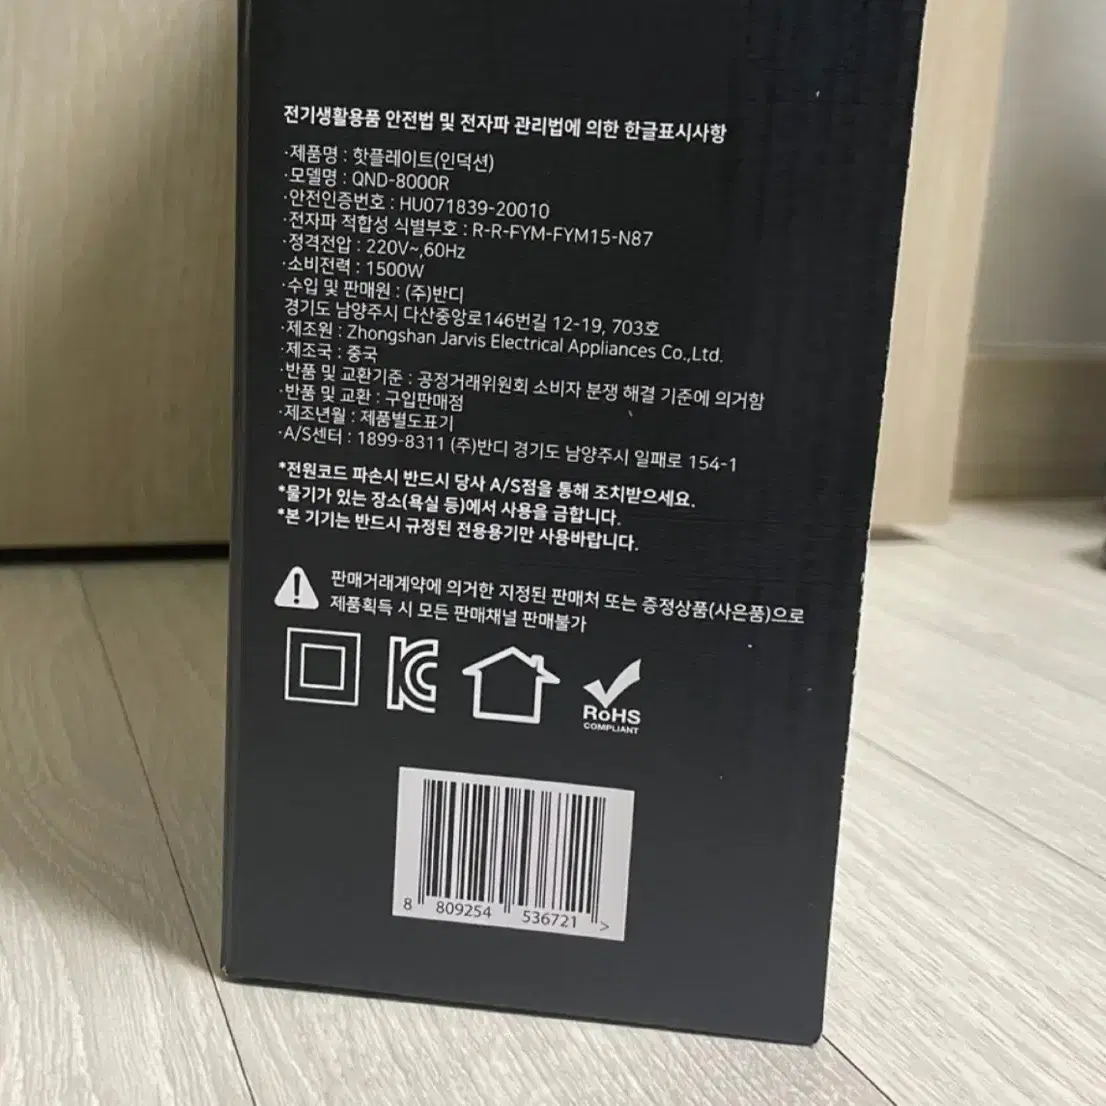 전기생활용품 안전법 및 전자파 관리법에 의한 한글표시사항
·제품명 : 핫플레이트(인덕션)
·모델명 : QND-8000R
·안전인증번호 : HU071839-20010
·전자파 적합성 식별부호 : R-R-FYM-FYM15-N87
·정격전압 : 220V~,60Hz
·소비전력 : 1500W
·수입 및 판매원 : (주)반디
경기도 남양주시 다산중앙로146번길 12-19, 703호
·제조원 : Zhongshan Jarvis Electrical Appliances Co.,Ltd.
·제조국 : 중국
·반품 및 교환기준 : 공정거래위원회 소비자 분쟁 해결 기준에 의거함
·반품 및 교환 : 구입판매점
·제조년월 : 제품별도표기
·A/S센터 : 1899-8311 (주)반디 경기도 남양주시 일패로 154-1
*전원코드 파손시 반드시 당사 A/S점을 통해 조치받으세요.
*물기가 있는 장소(욕실 등)에서 사용을 금합니다.
*본 기기는 반드시 규정된 전용용기만 사용바랍니다.
판매거래계약에 의거한 지정된 판매처 또는 증정상품(사은품)으로
제품획득 시 모든 판매채널 판매불가
RoHS
COMPLIANT
8 809254 536721 >